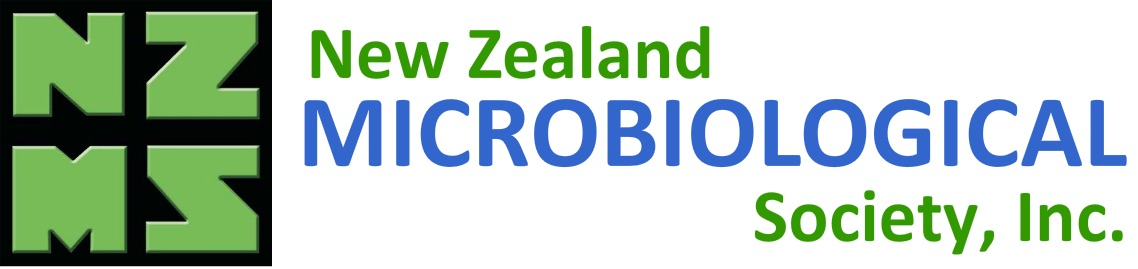 NZ
MS
New Zealand
MICROBIOLOGICAL
Society, Inc.